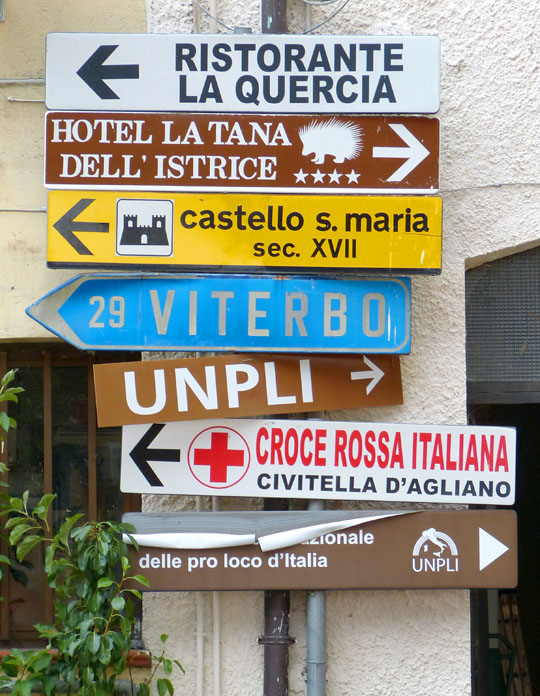 RISTORANTE
LA QUERCIA
HOTEL LA TANA
DELL' ISTRICE
castello s. maria
sec. XVII
29 VITERBO
UNPLI
CROCE ROSSA ITALIANA
CIVITELLA D'AGLIANO
delle pro loco d'Italia
UNPLI